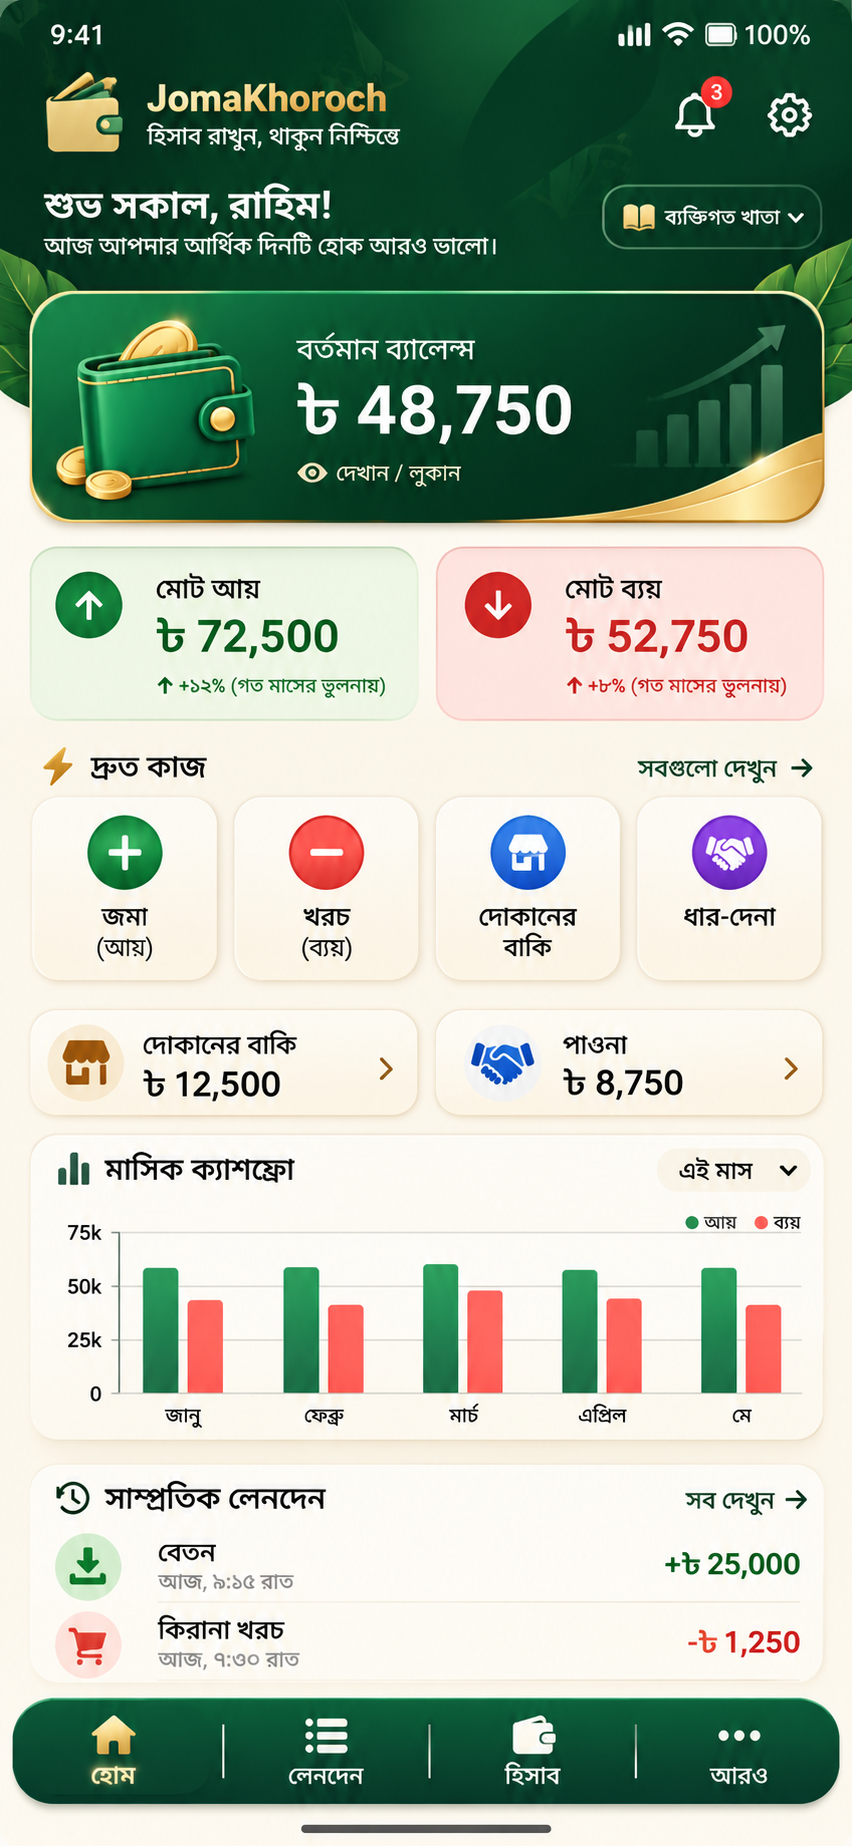 9:41
100%
JomaKhoroch
হিসাব রাখুন, থাকুন নিশ্চিন্তে
3
শুভ সকাল, রাহিম!
আজ আপনার আর্থিক দিনটি হোক আরও ভালো।
ব্যক্তিগত খাতা
বর্তমান ব্যালেন্স
৳ 48,750
দেখান / লুকান
মোট আয়
৳ 72,500
+১২% (গত মাসের তুলনায়)
মোট ব্যয়
৳ 52,750
+৮% (গত মাসের তুলনায়)
দ্রুত কাজ
সবগুলো দেখুন →
জমা
(আয়)
খরচ
(ব্যয়)
দোকানের
বাকি
ধার-দেনা
দোকানের বাকি
৳ 12,500
পাওনা
৳ 8,750
মাসিক ক্যাশফ্রো
এই মাস
আয়
ব্যয়
75k
50k
25k
0
জানু
ফেব্রু
মার্চ
এপ্রিল
মে
সাম্প্রতিক লেনদেন
সব দেখুন →
বেতন
আজ, ৯:১৫ রাত
+৳ 25,000
কিরানা খরচ
আজ, ৭:৩০ রাত
-৳ 1,250
হোম
লেনদেন
হিসাব
আরও